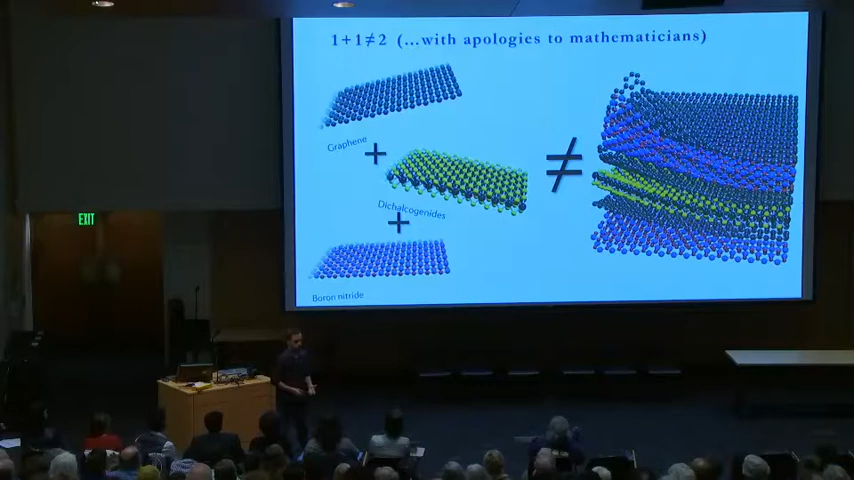 1+1≠2 (...with apologies to mathematicians)
Graphene
+
≠
Dichalcogenides
+
Boron nitride
EXIT